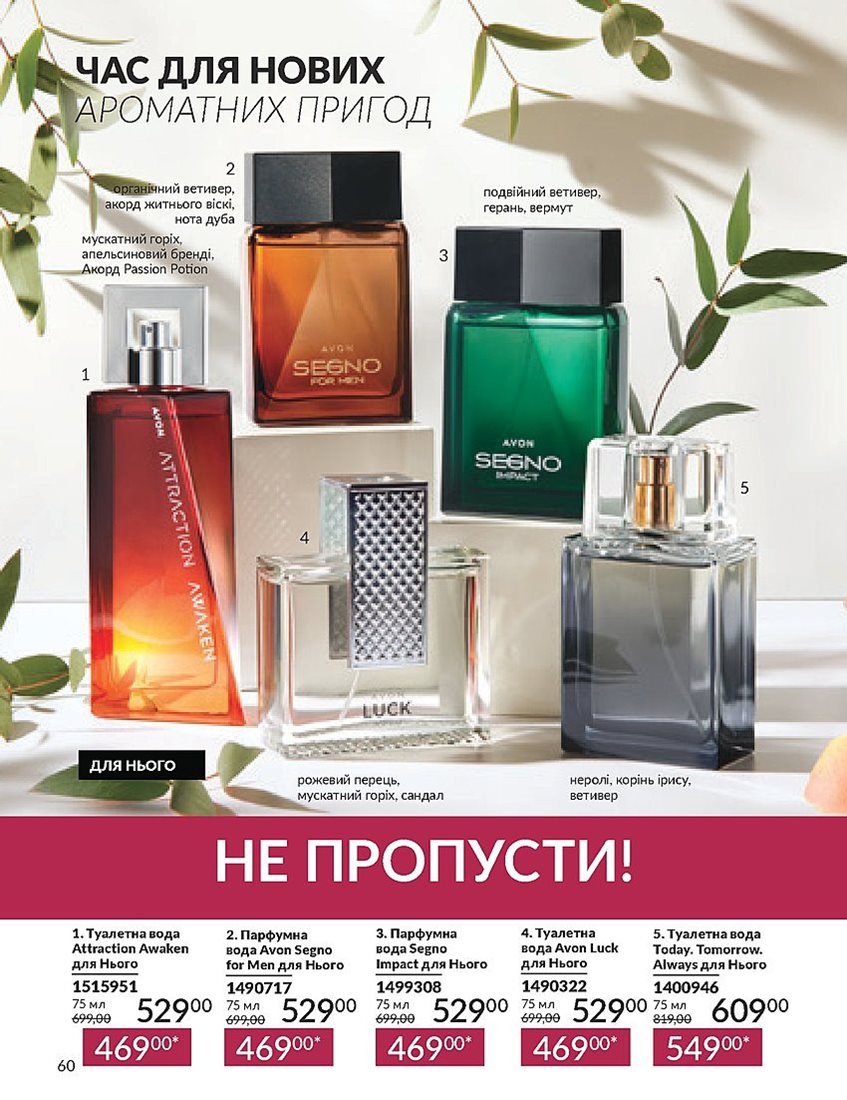 ЧАС ДЛЯ НОВИХ
АРОМАТНИХ ПРИГОД
2
органічний ветивер,
акорд житнього віскі,
нота дуба
мускатний горіх,
апельсиновий бренді,
Акорд Passion Potion
1
AVON
SEGNO
FOR MEN
подвійний ветивер,
герань, вермут
3
AVON
SEGNO
IMPACT
AVON ATTRACTION AWAKEN
4
AVON
LUCK
5
ДЛЯ НЬОГО
рожевий перець,
мускатний горіх, сандал
неролі, корінь ірису,
ветивер
НЕ ПРОПУСТИ!
1. Туалетна вода
Attraction Awaken
для Нього
1515951
75 мл
699,00
52900
46900*
2. Парфумна
вода Avon Segno
for Men для Нього
1490717
75 мл
699,00
52900
46900*
3. Парфумна
вода Segno
Impact для Нього
1499308
75 мл
699,00
52900
46900*
4. Туалетна
вода Avon Luck
для Нього
1490322
75 мл
699,00
52900
46900*
5. Туалетна вода
Today. Tomorrow.
Always для Нього
1400946
75 мл
819,00
60900
54900*
60